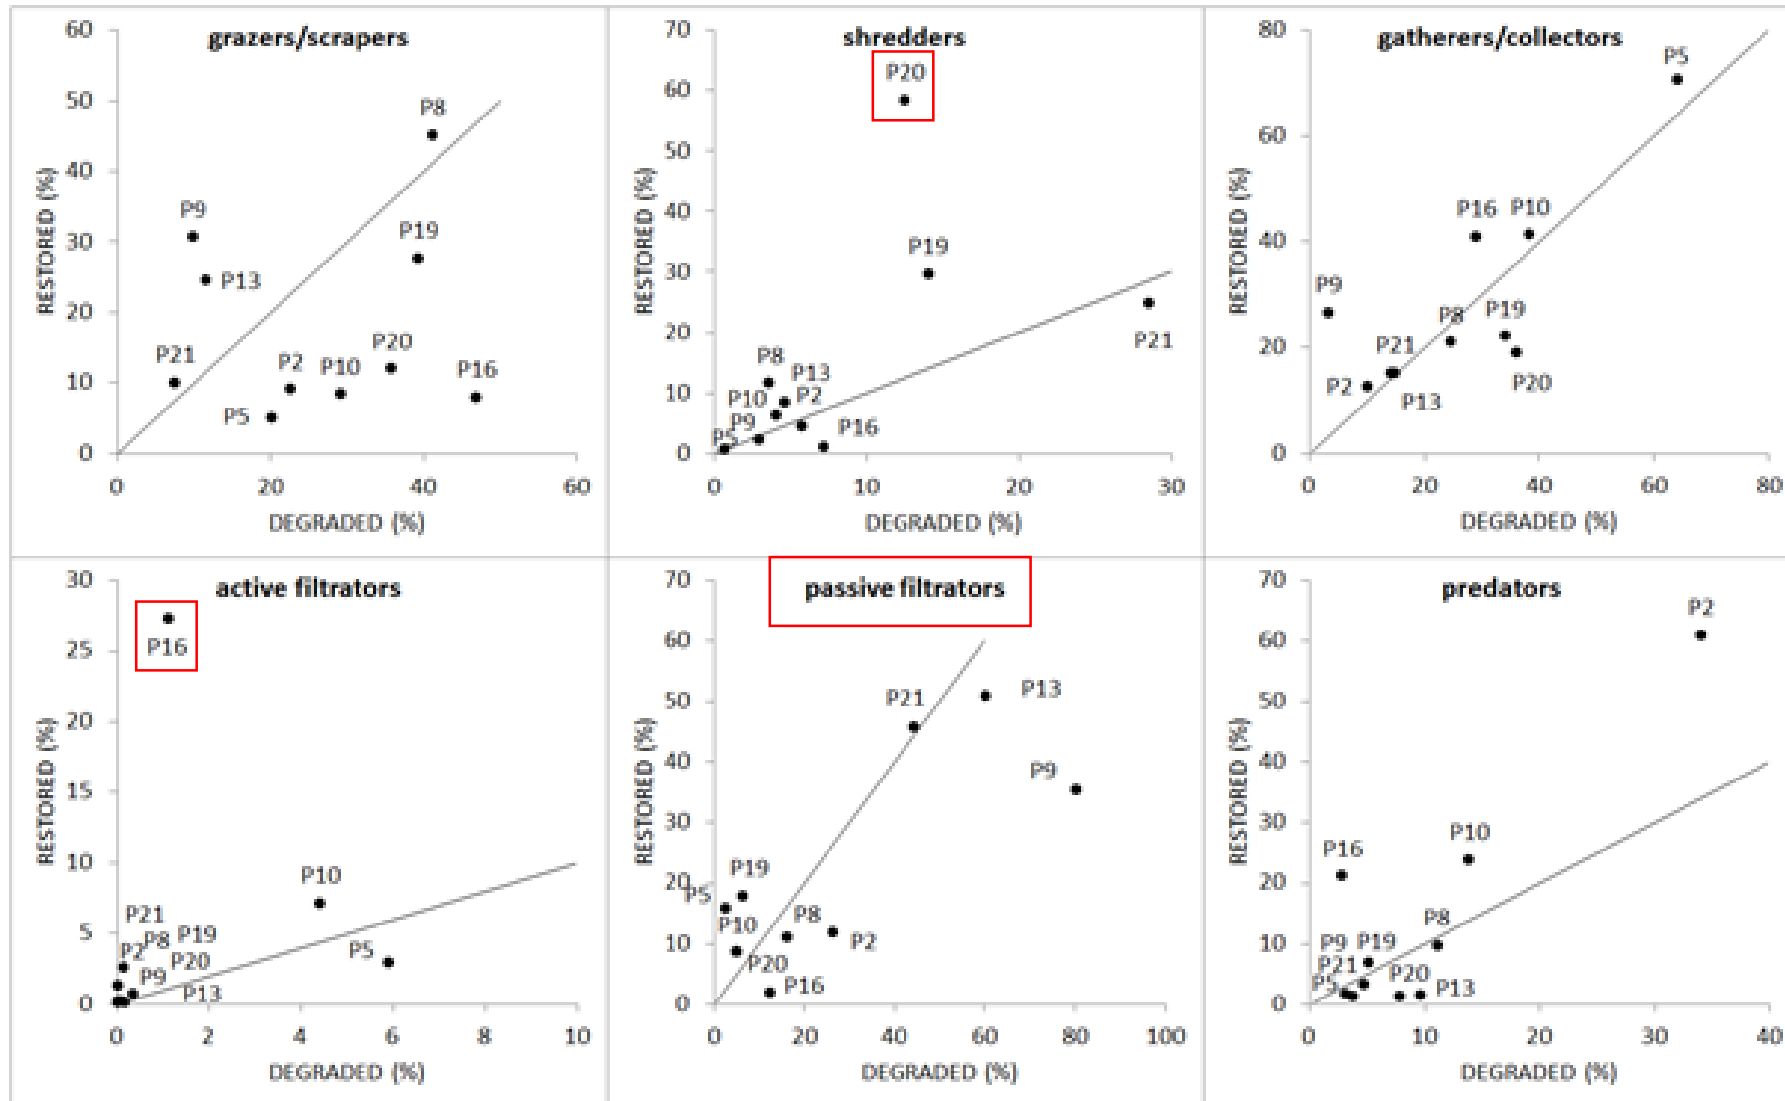 grazers/scrapers
60
50
40
30
20
10
0
RESTORED (%)
P8
P9
P19
P13
P21
P2
P10
P20
P16
P5
0 20 40 60
DEGRADED (%)
shredders
70
60
50
40
30
20
10
0
RESTORED (%)
P20
P19
P21
P8
P13
P10
P2
P9
P16
P5
0 10 20 30
DEGRADED (%)
gatherers/collectors
80
60
40
20
0
RESTORED (%)
P5
P16 P10
P9
P8 P19
P21
P2
P13
P20
0 20 40 60 80
DEGRADED (%)
active filtrators
30
25
20
15
10
5
0
RESTORED (%)
P16
P10
P21
P8 P19
P2
P5
P20
P9
P13
0 2 4 6 8 10
DEGRADED (%)
passive filtrators
70
60
50
40
30
20
10
0
RESTORED (%)
P21
P13
P9
P19
P5
P10
P8
P2
P20
P16
0 20 40 60 80 100
DEGRADED (%)
predators
70
60
50
40
30
20
10
0
RESTORED (%)
P2
P10
P16
P8
P9 P19
P21
P20
P5
P13
0 10 20 30 40
DEGRADED (%)